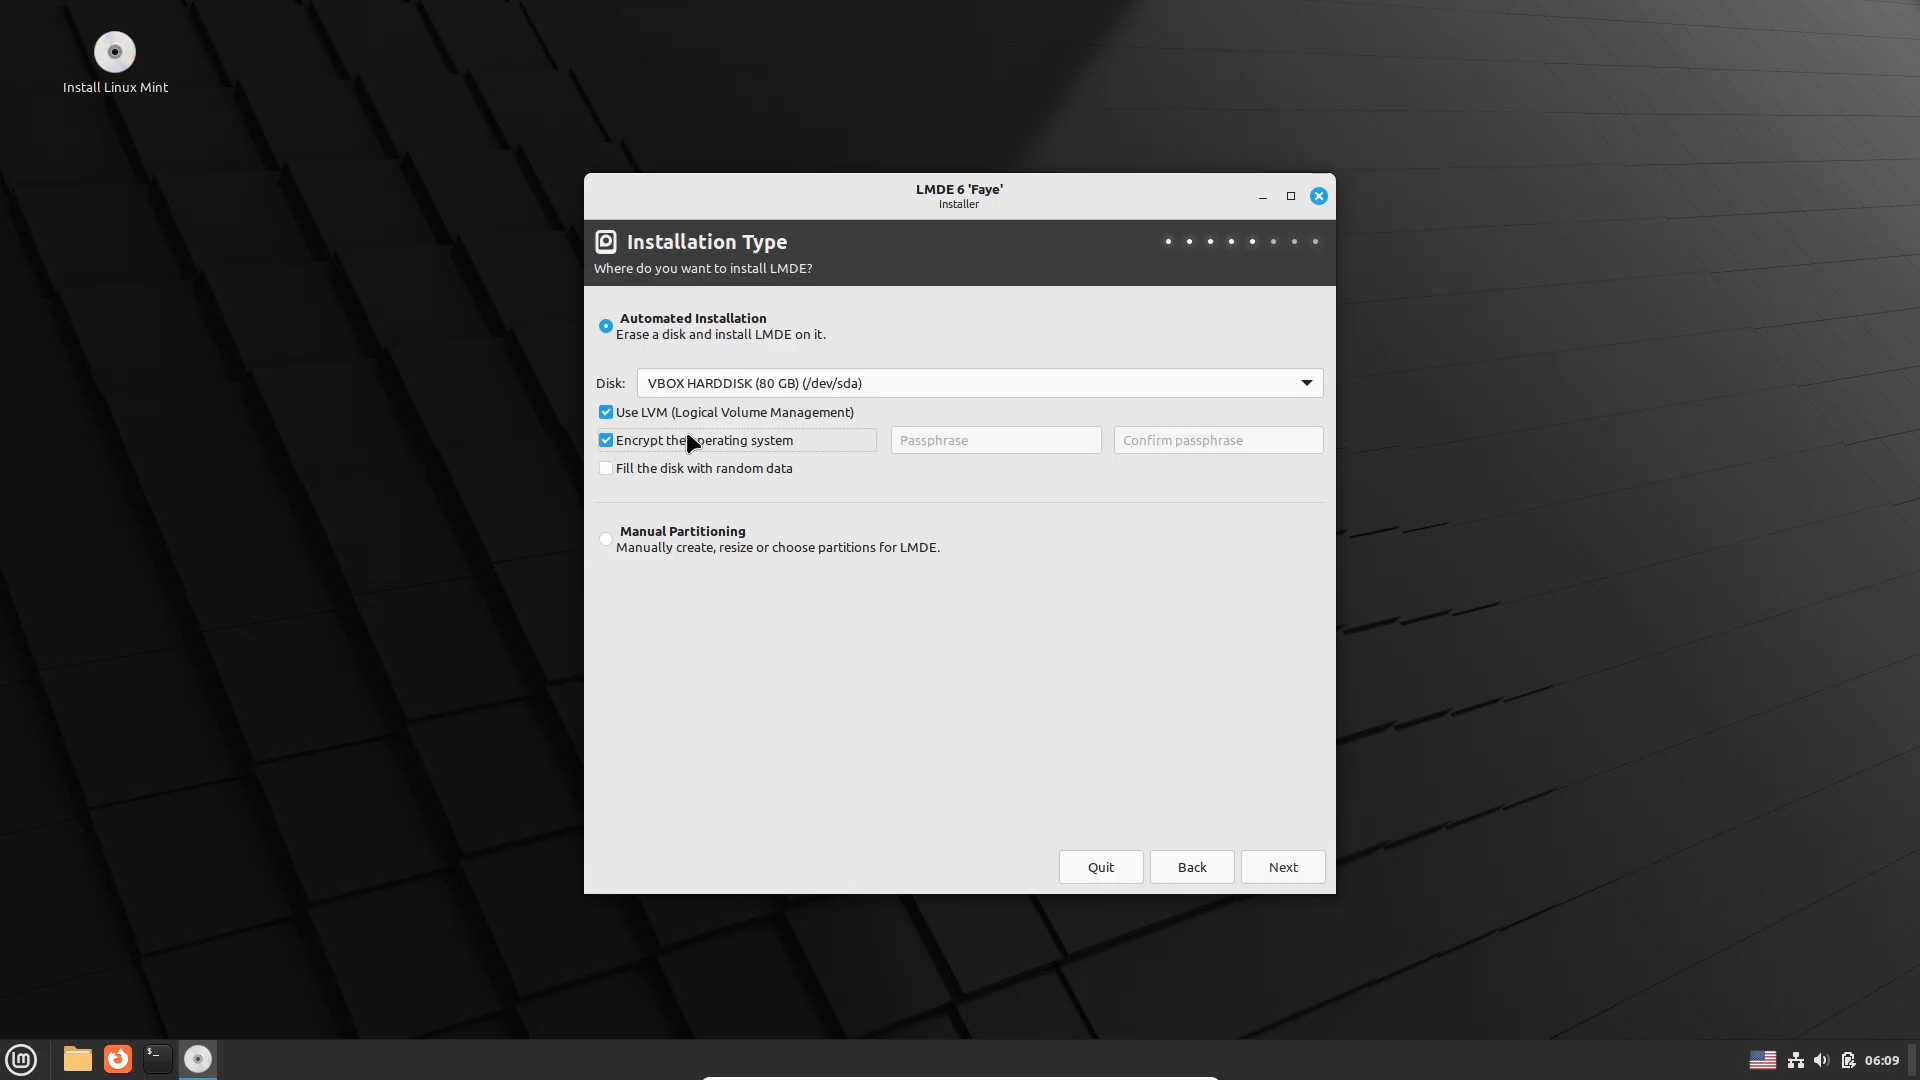 Install Linux Mint
LMDE 6 'Faye'
Installer
Installation Type
Where do you want to install LMDE?
Automated Installation
Erase a disk and install LMDE on it.
Disk: VBOX HARDDISK (80 GB) (/dev/sda)
Use LVM (Logical Volume Management)
Encrypt the operating system Passphrase Confirm passphrase
Fill the disk with random data
Manual Partitioning
Manually create, resize or choose partitions for LMDE.
Quit Back Next
$_ 06:09